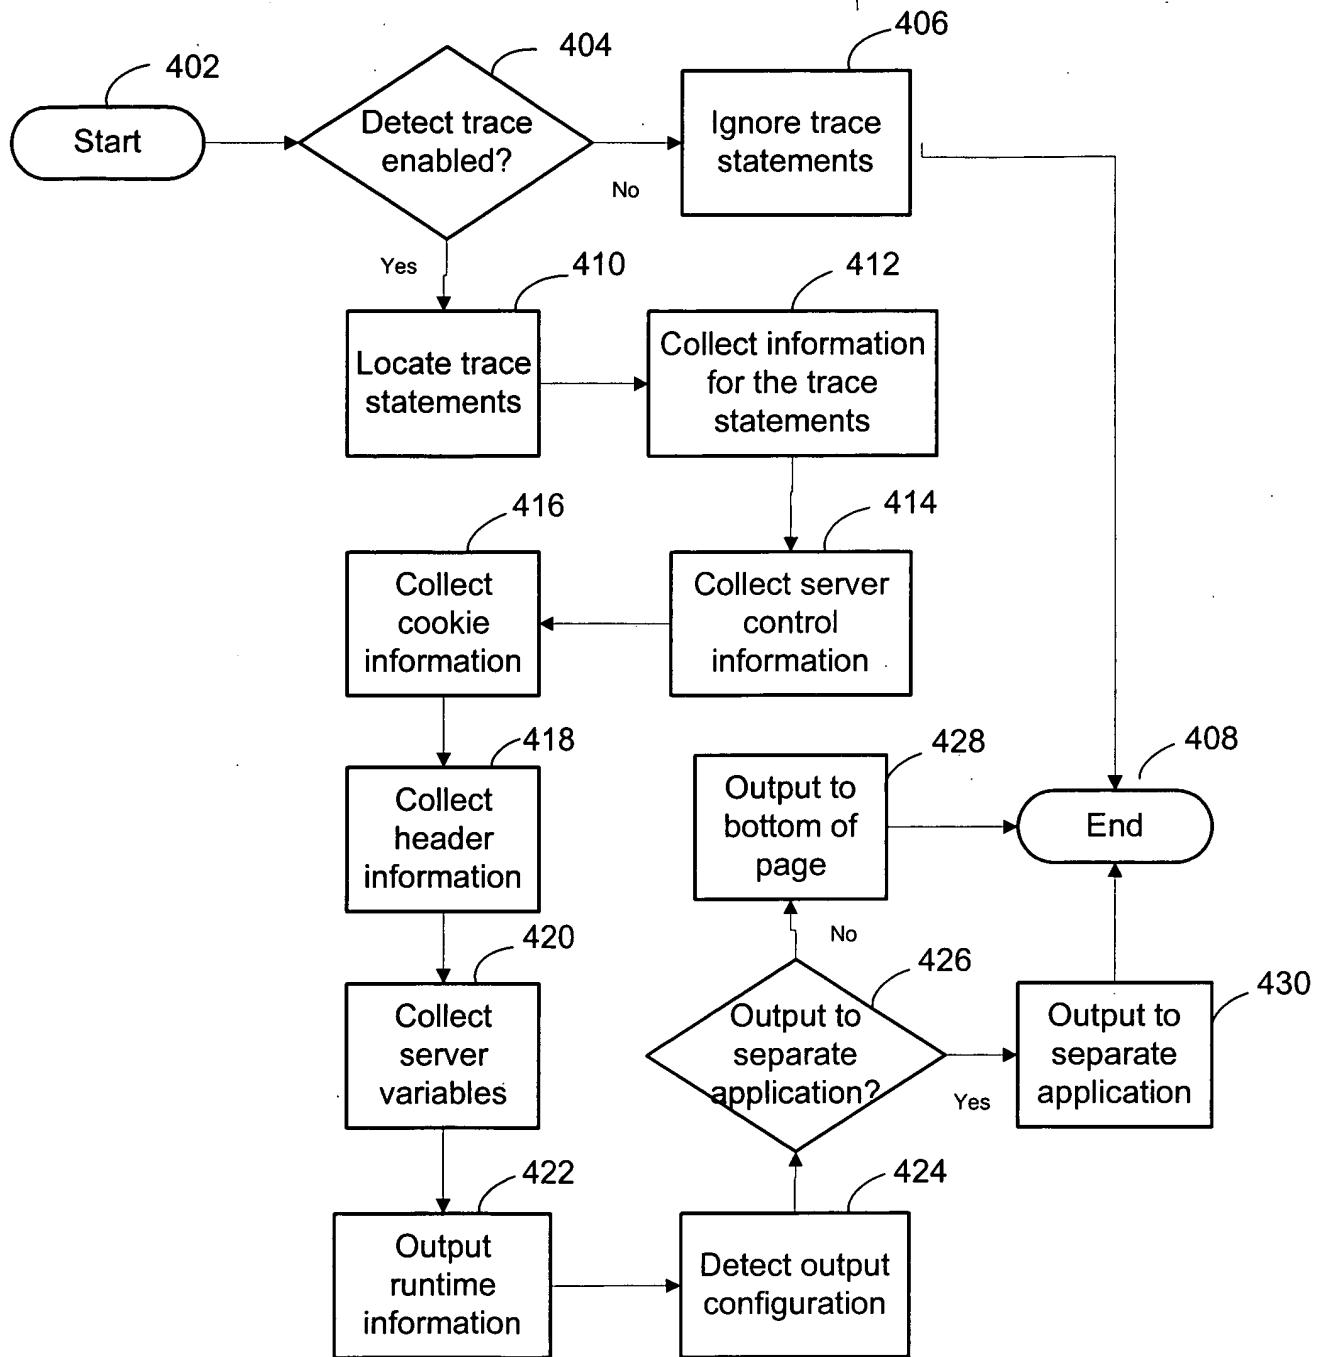 402
Start
404
Detect trace
enabled?
406
Ignore trace
statements
No
Yes
410
Locate trace
statements
412
Collect information
for the trace
statements
414
Collect server
control
information
416
Collect
cookie
information
418
Collect
header
information
420
Collect
server
variables
422
Output
runtime
information
424
Detect output
configuration
426
Output to
separate
application?
No
Yes
428
Output to
bottom of
page
430
Output to
separate
application
408
End